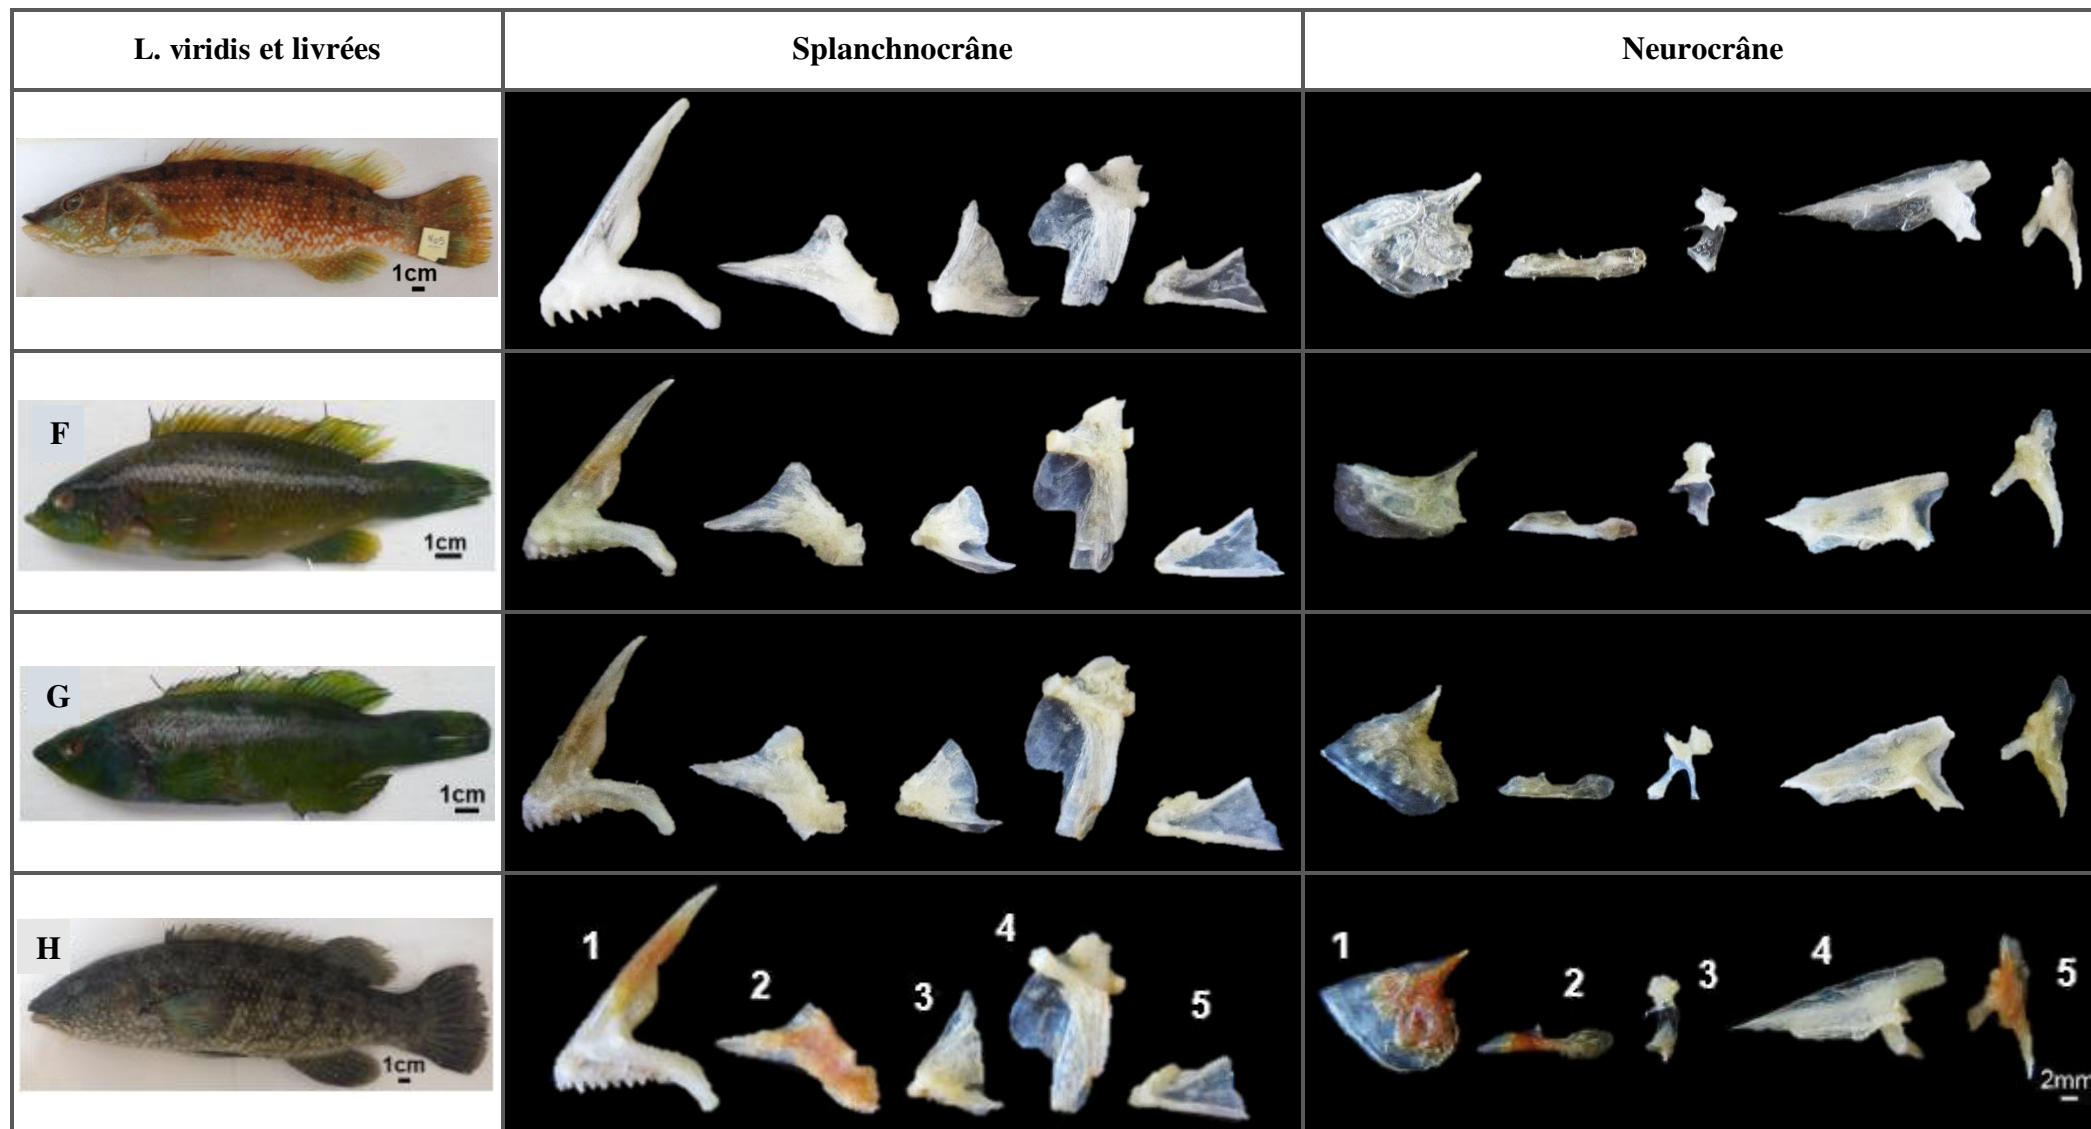 L. viridis et livrées
Splanchnocrâne
Neurocrâne
1cm
F
1cm
G
1cm
H
1cm
1
2
3
4
5
1
2
3
4
5
2mm